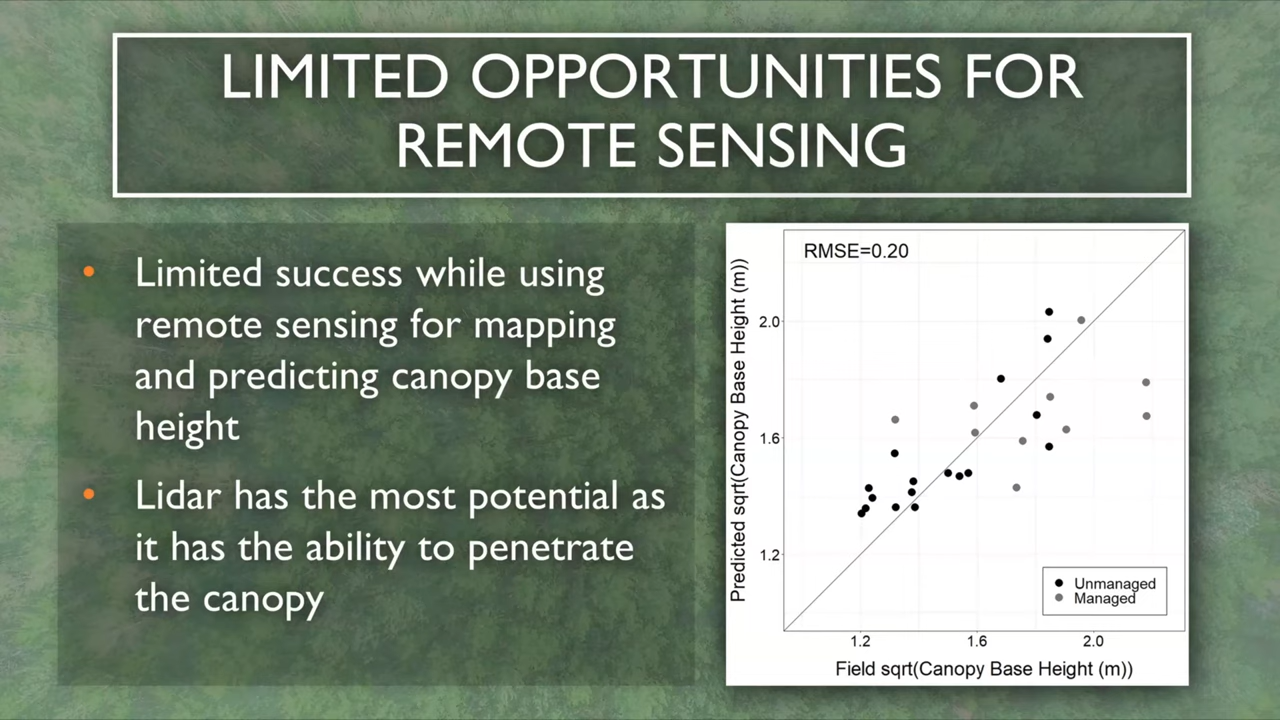 LIMITED OPPORTUNITIES FOR
REMOTE SENSING
• Limited success while using
remote sensing for mapping
and predicting canopy base
height
• Lidar has the most potential as
it has the ability to penetrate
the canopy
RMSE=0.20
Predicted sqrt(Canopy Base Height (m))
2.0
1.6
1.2
Unmanaged
Managed
1.2 1.6 2.0
Field sqrt(Canopy Base Height (m))